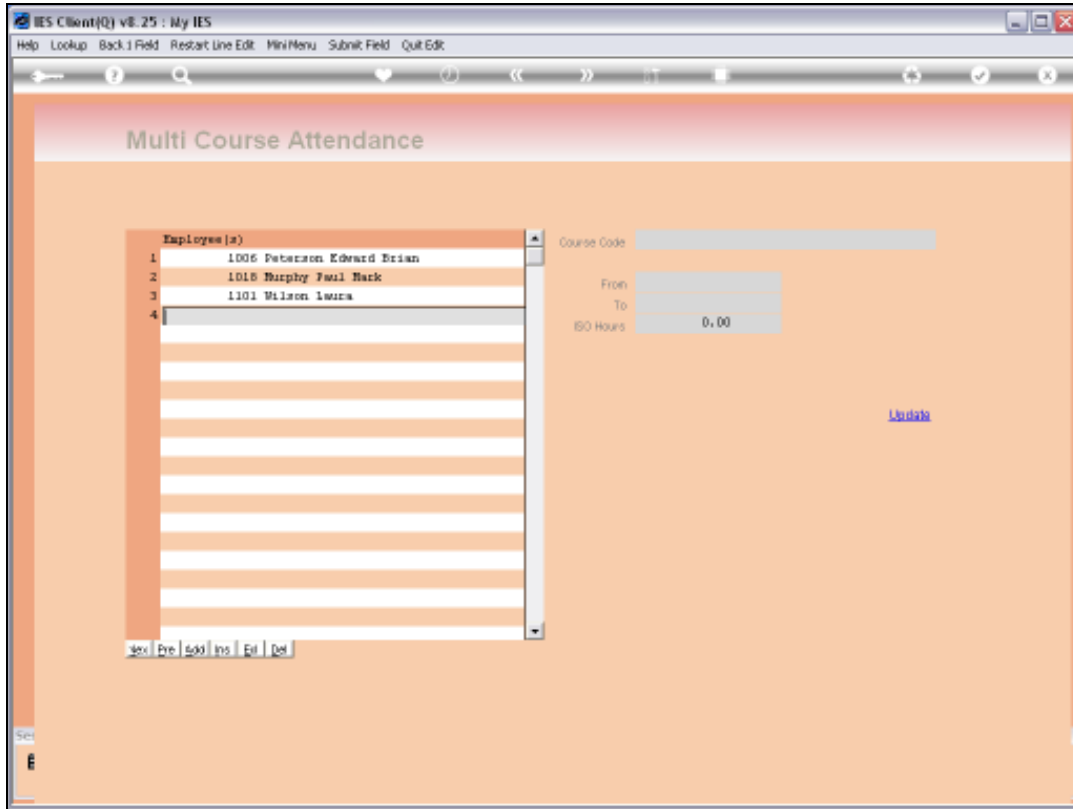 IES Client(Q) v8.25 : My IES
Help Lookup Back 1 Field Restart Line Edit MiniMenu Submit Field Quit Edit
Multi Course Attendance
Employee(s)
1 1006 Peterson Edward Brian
2 1018 Murphy Paul Mark
3 1101 Wilson Laura
4
Course Code
From
To
ISO Hours 0.00
Update
Nex Pre Add Ins Edt Del